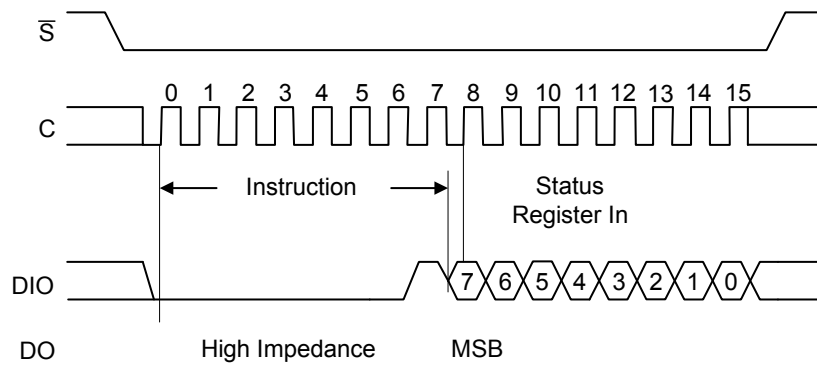 S
0 1 2 3 4 5 6 7 8 9 10 11 12 13 14 15
C
Instruction
Status
Register In
DIO
7 6 5 4 3 2 1 0
DO
High Impedance
MSB